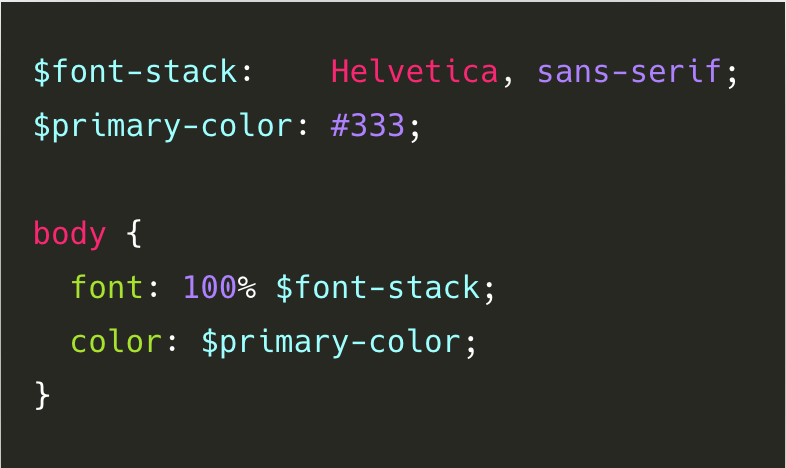 $font-stack:    Helvetica, sans-serif;
$primary-color: #333;

body {
  font: 100% $font-stack;
  color: $primary-color;
}